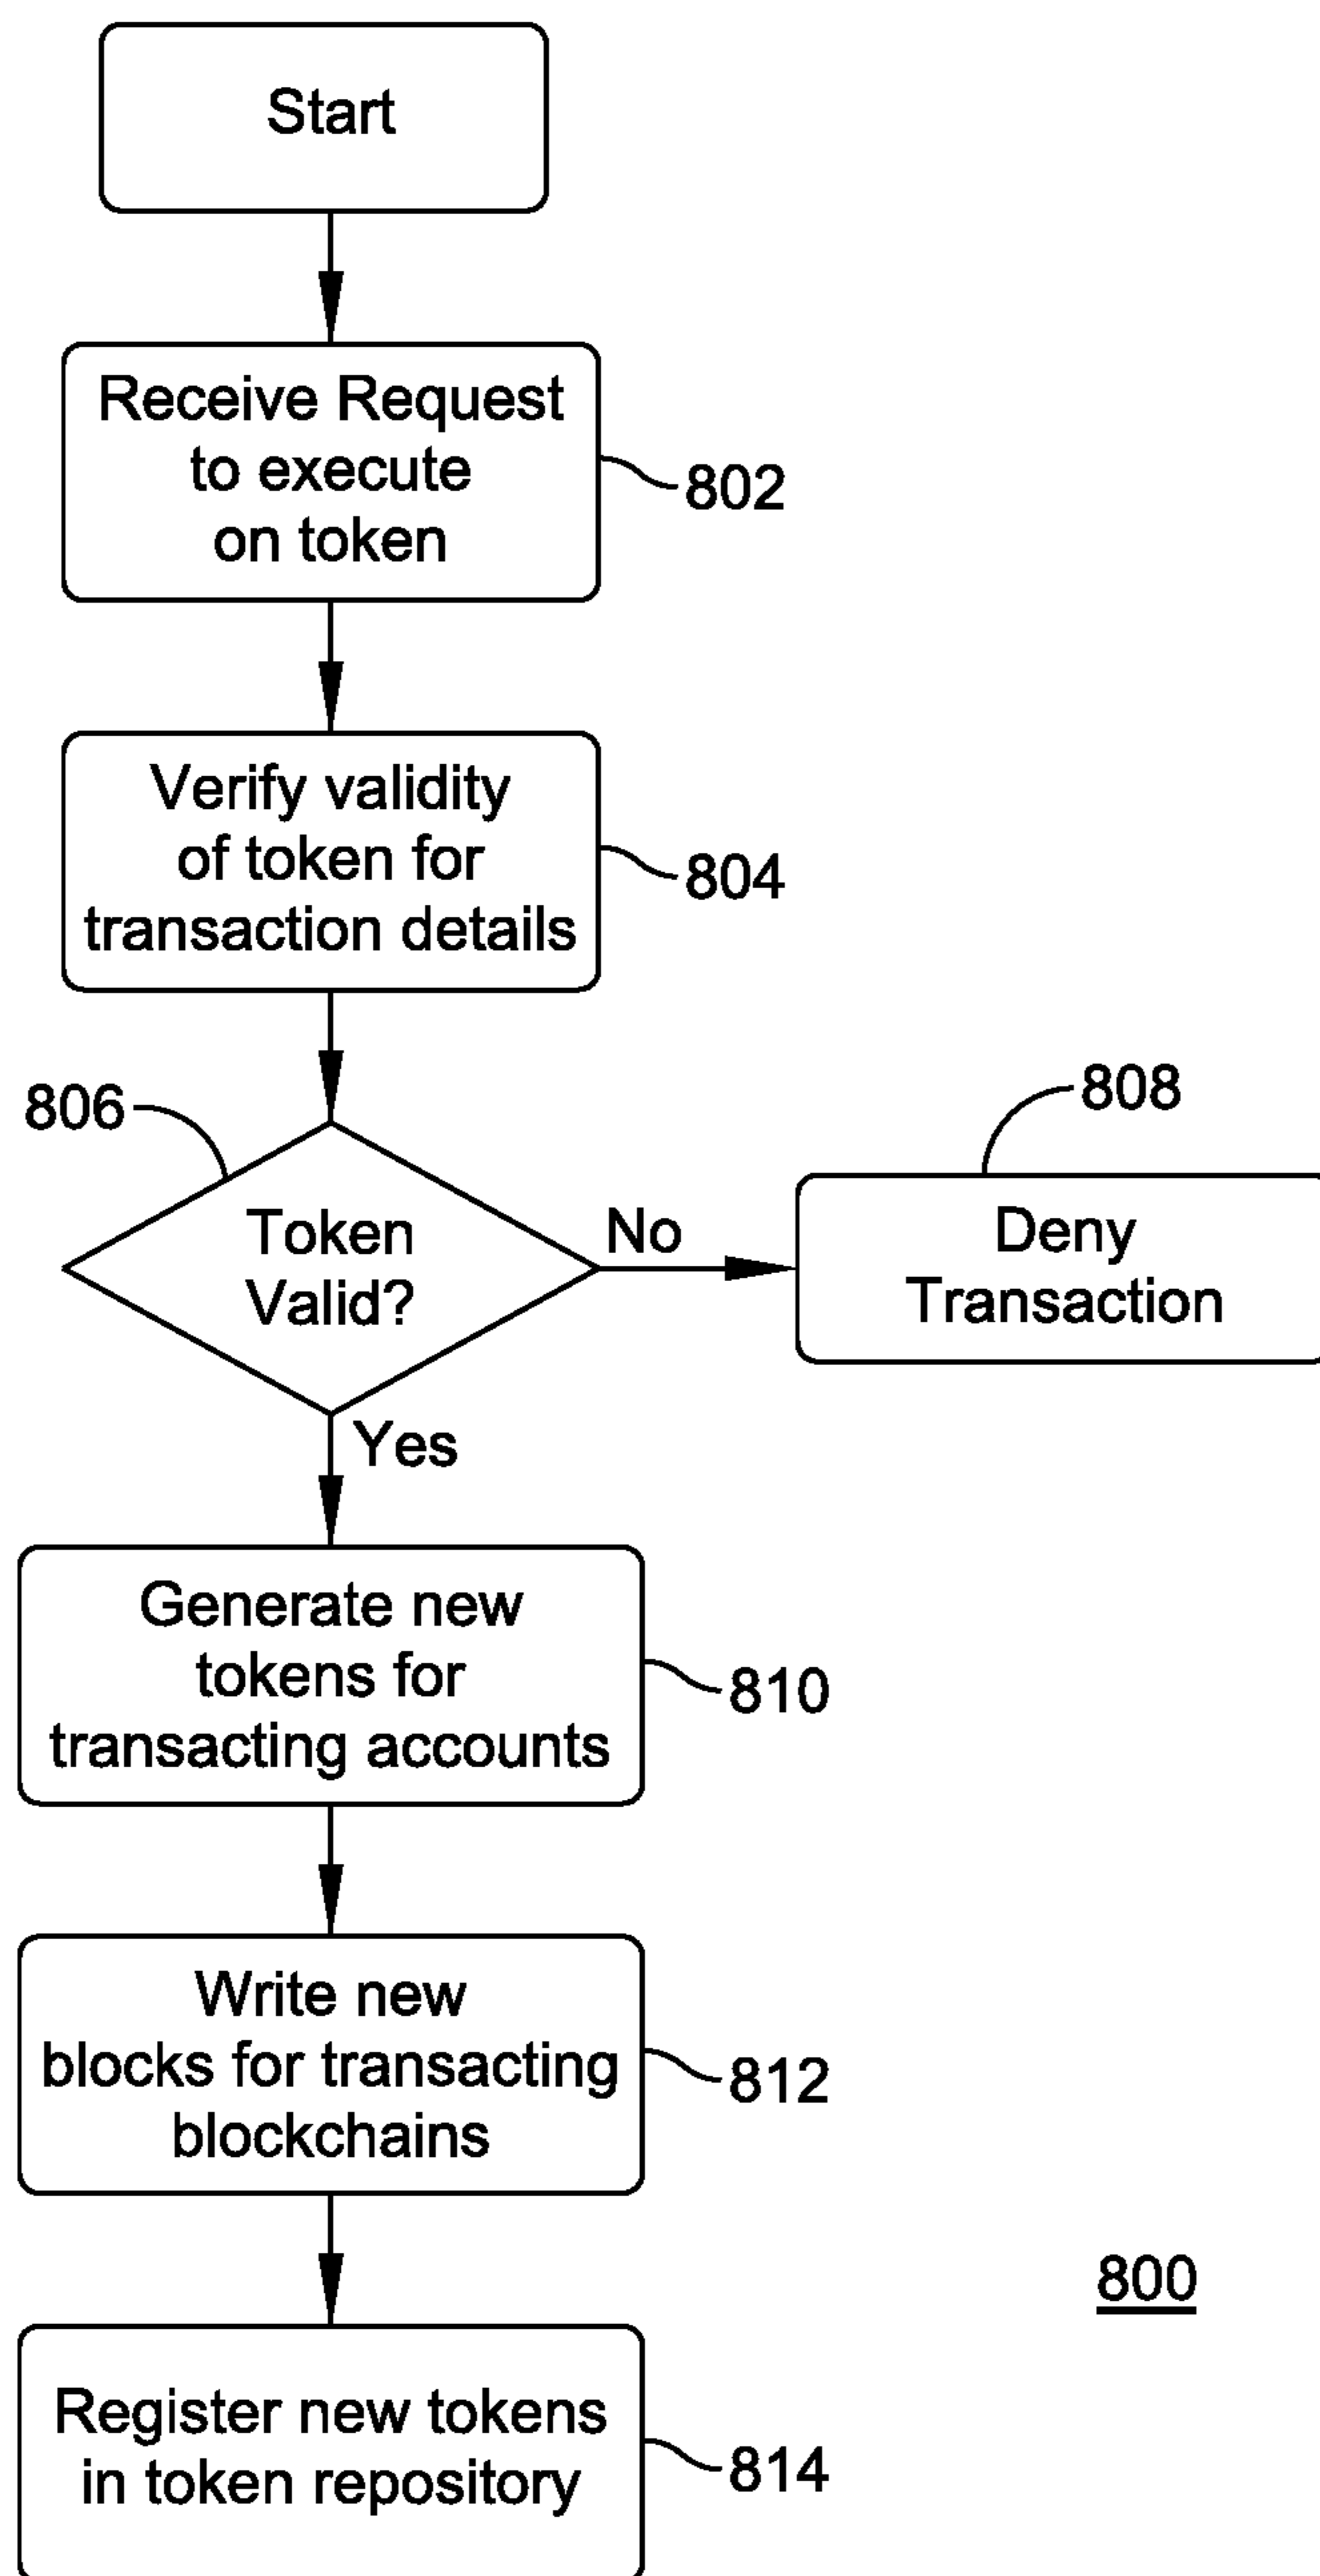 Start
Receive Request
to execute
on token
802
Verify validity
of token for
transaction details
804
806
Token
Valid?
No
808
Deny
Transaction
Yes
Generate new
tokens for
transacting accounts
810
Write new
blocks for transacting
blockchains
812
800
Register new tokens
in token repository
814